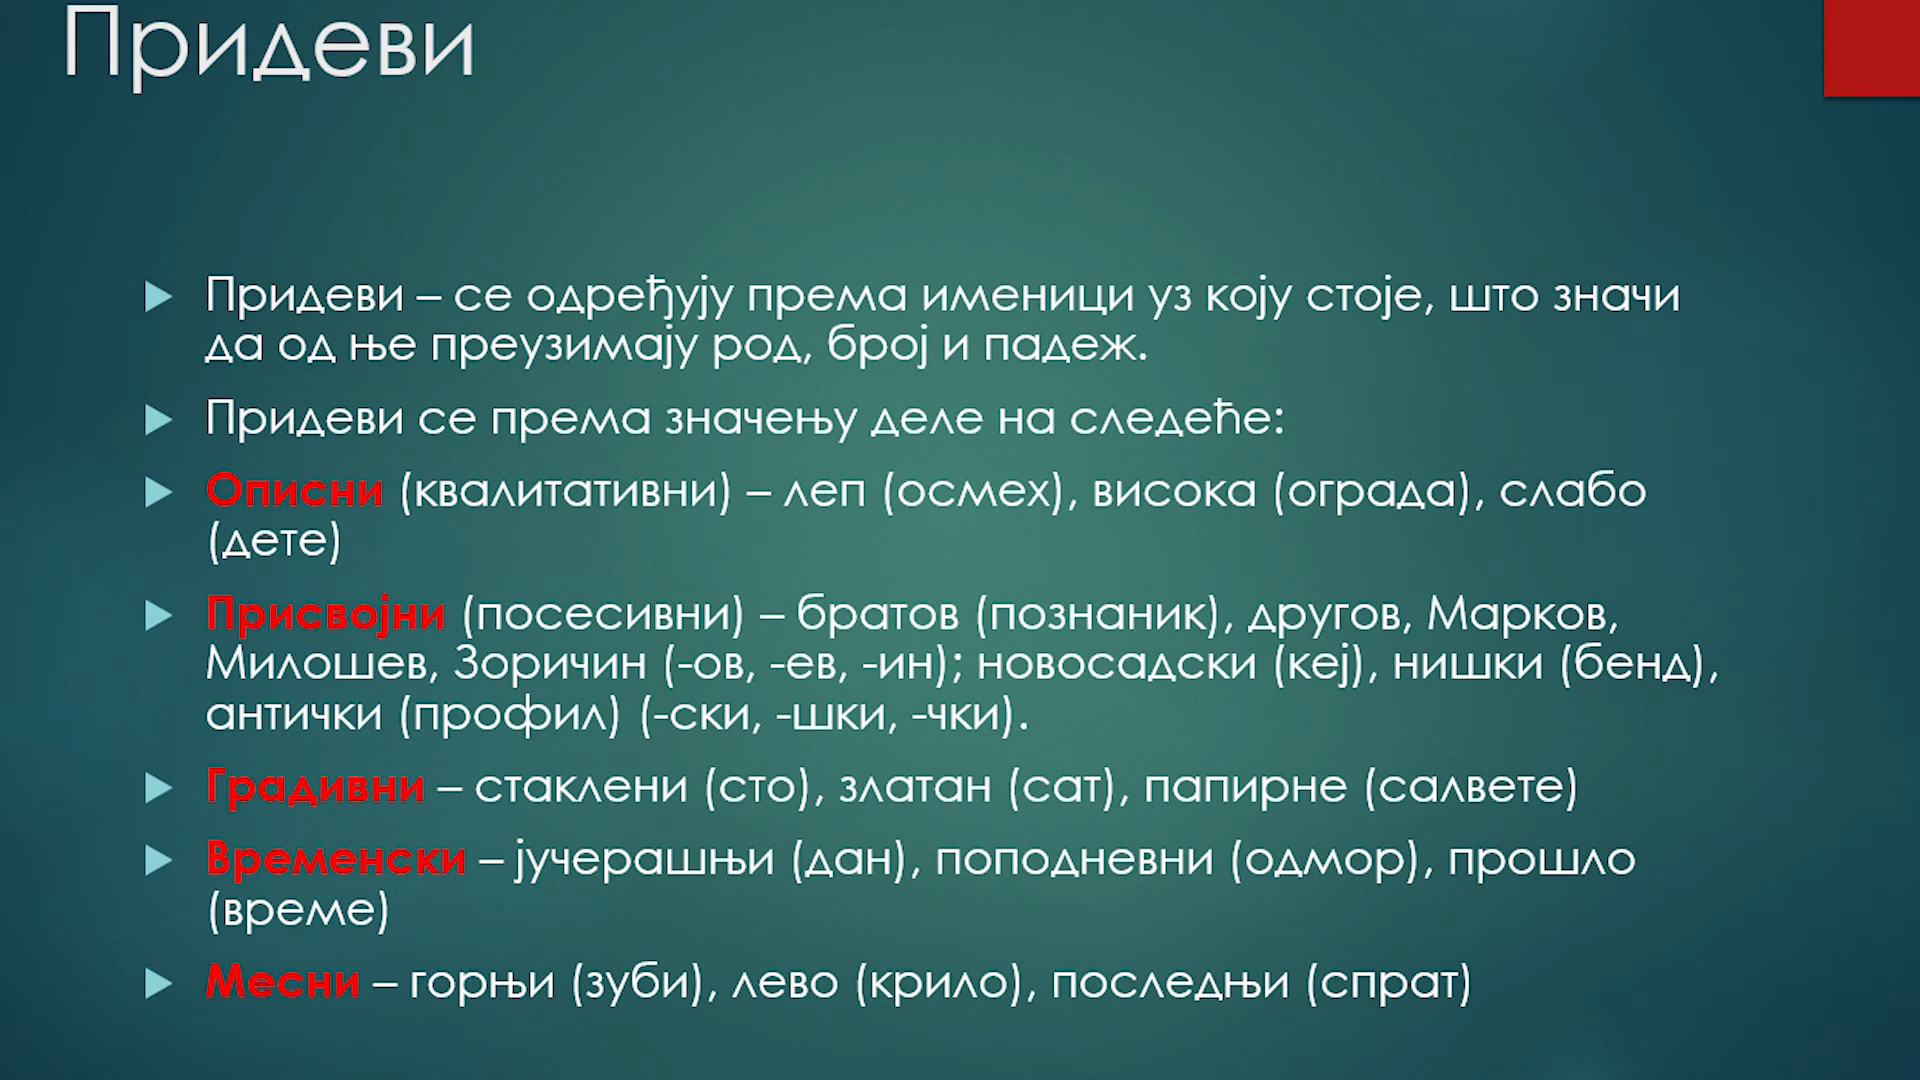 Придеви
Придеви – се одређују према именици уз коју стоје, што значи
да од ње преузимају род, број и падеж.
Придеви се према значењу деле на следеће:
Описни (квалитативни) – леп (осмех), висока (ограда), слабо
(дете)
Присвојни (посесивни) – братов (познаник), другов, Марков,
Милошев, Зоричин (-ов, -ев, -ин); новосадски (кеј), нишки (бенд),
антички (профил) (-ски, -шки, -чки).
Градивни – стаклени (сто), златан (сат), папирне (салвете)
Временски – јучерашњи (дан), поподневни (одмор), прошло
(време)
Месни – горњи (зуби), лево (крило), последњи (спрат)